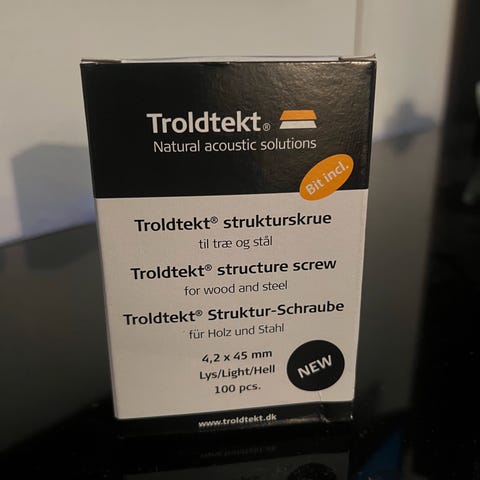 Troldtekt®
Natural acoustic solutions
Bit incl.
Troldtekt® strukturskrue
til træ og stål
Troldtekt® structure screw
for wood and steel
Troldtekt® Struktur-Schraube
für Holz und Stahl
4,2 x 45 mm
Lys/Light/Hell
100 pcs.
NEW
www.troldtekt.dk